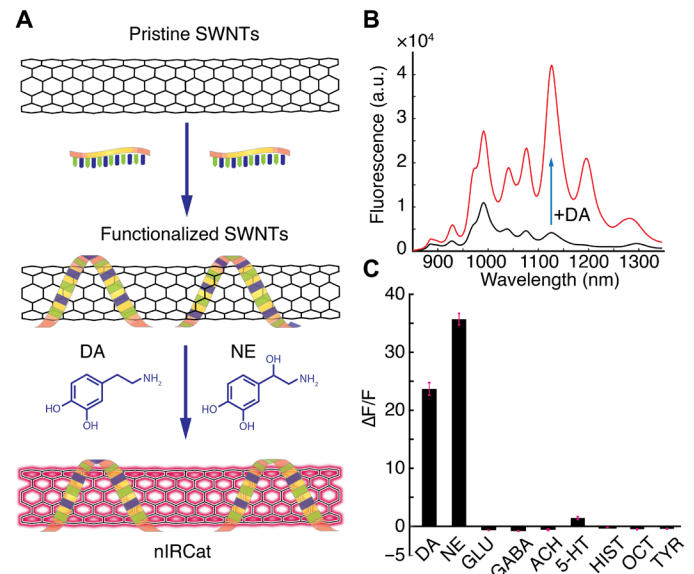 A
Pristine SWNTs
Functionalized SWNTs
DA
NE
NH2
HO
OH
OH
NH2
HO
OH
nIRCat
B
×10⁴
Fluorescence (a.u.)
4
3
2
1
0
+DA
900 1000 1100 1200 1300
Wavelength (nm)
C
ΔF/F
40
30
20
10
0
−5
DA NE GLU GABA ACH 5-HT HIST OCT TYR